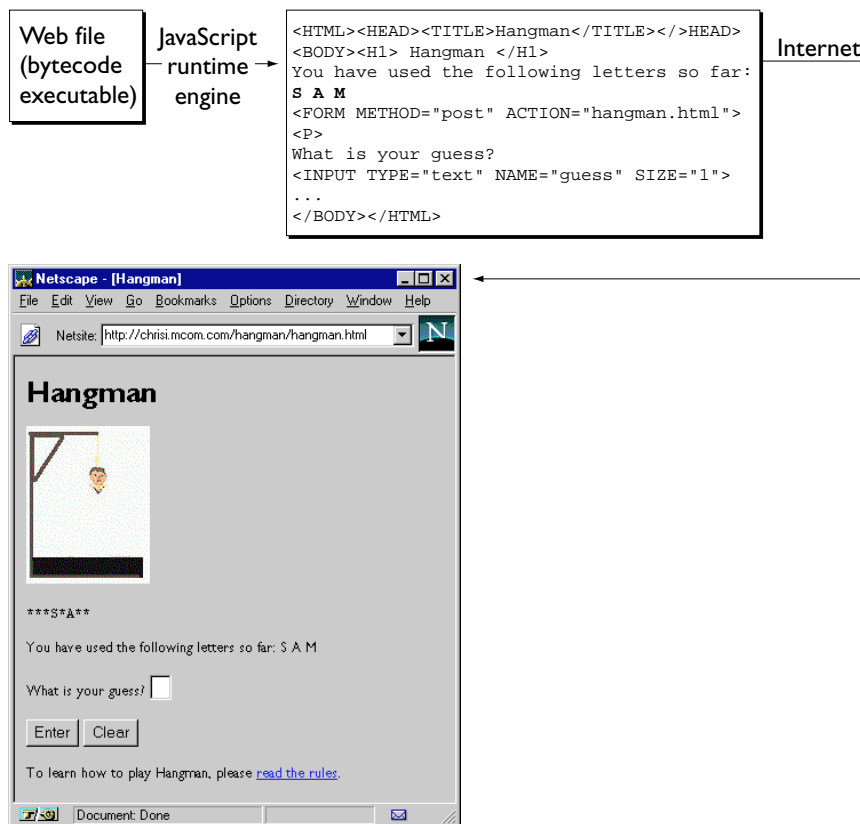 Web file
(bytecode
executable)
JavaScript
runtime
engine
<HTML><HEAD><TITLE>Hangman</TITLE></>HEAD>
<BODY><H1> Hangman </H1>
You have used the following letters so far:
S A M
<FORM METHOD="post" ACTION="hangman.html">
<P>
What is your guess?
<INPUT TYPE="text" NAME="guess" SIZE="1">
...
</BODY></HTML>
Internet
Netscape - [Hangman]
File Edit View Go Bookmarks Options Directory Window Help
Netsite: http://chrisi.mcom.com/hangman/hangman.html
N
Hangman
***S*A**
You have used the following letters so far: S A M
What is your guess?
Enter Clear
To learn how to play Hangman, please read the rules.
Document: Done